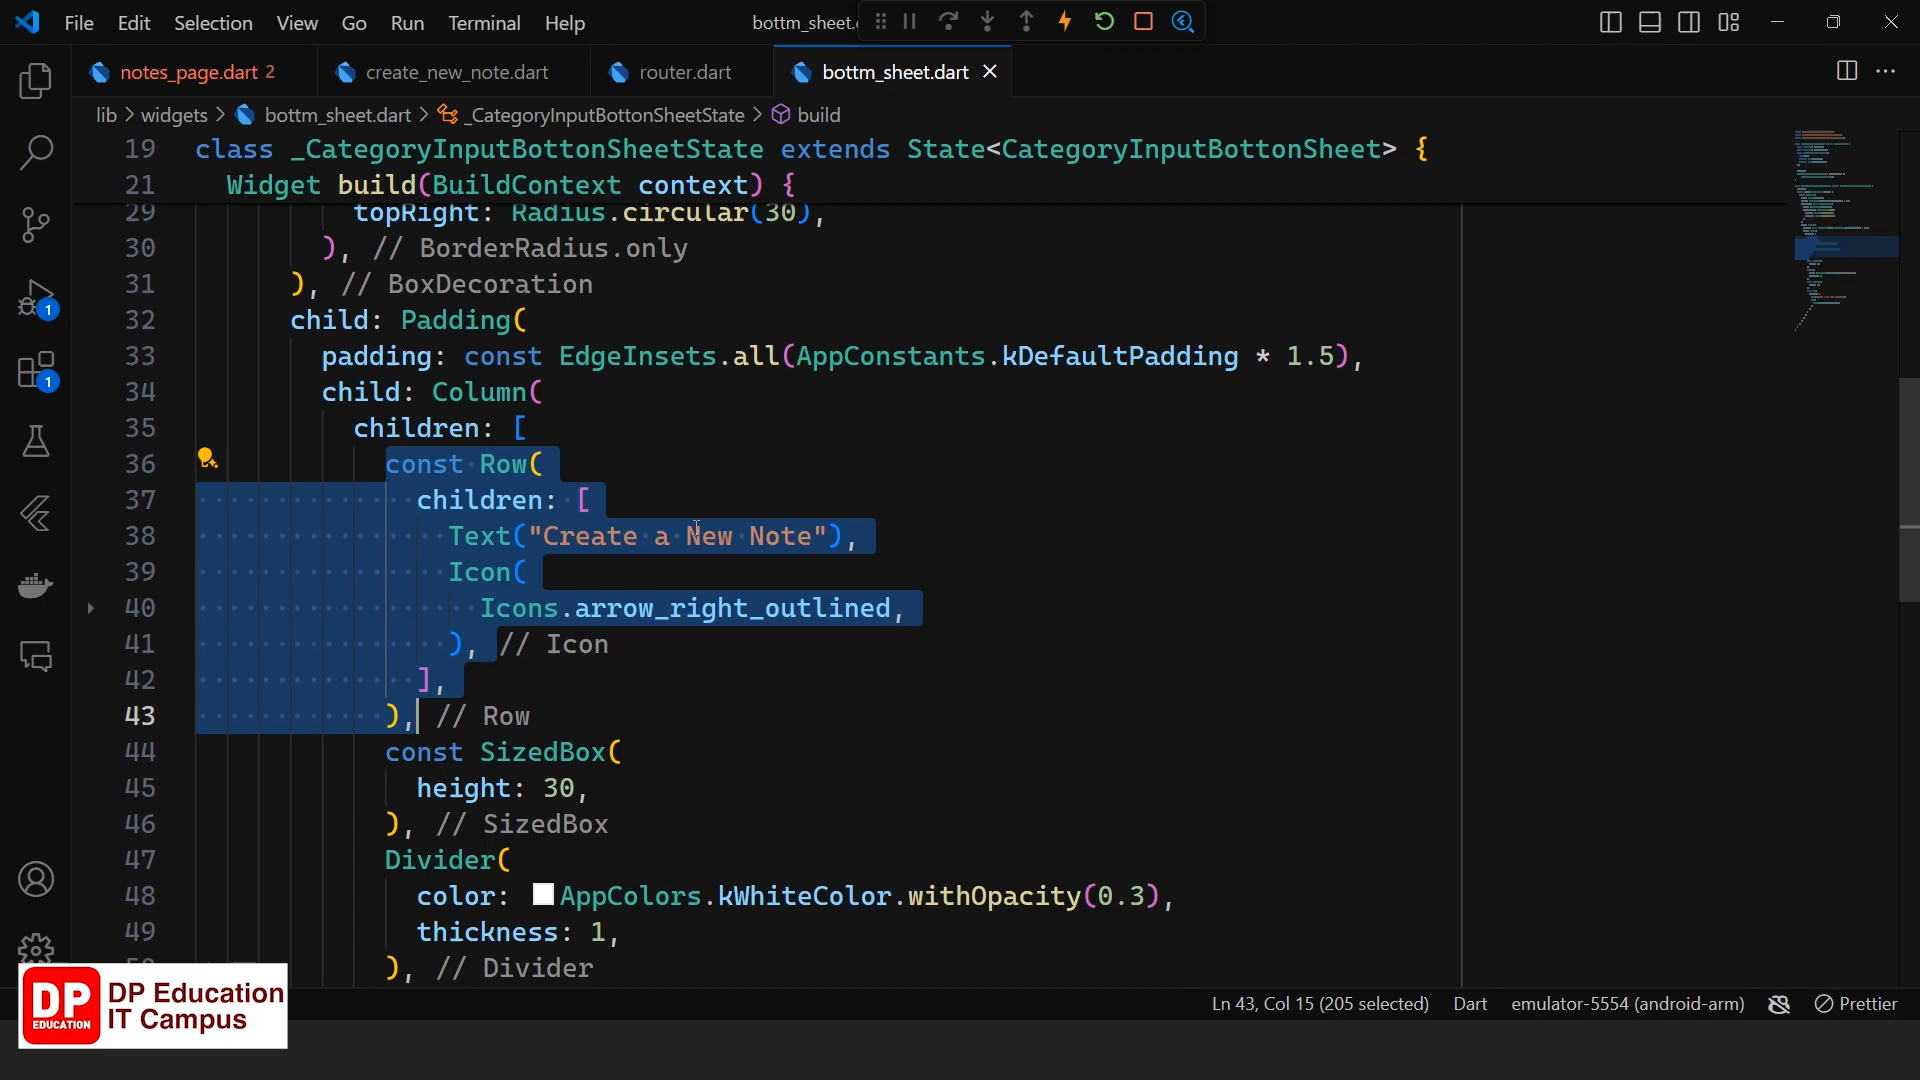 File Edit Selection View Go Run Terminal Help bottm_sheet.
notes_page.dart 2 create_new_note.dart router.dart bottm_sheet.dart
lib > widgets > bottm_sheet.dart > _CategoryInputBottonSheetState > build
19 class _CategoryInputBottonSheetState extends State<CategoryInputBottonSheet> {
21 Widget build(BuildContext context) {
29 topRight: Radius.circular(30),
30 ), // BorderRadius.only
31 ), // BoxDecoration
32 child: Padding(
33 padding: const EdgeInsets.all(AppConstants.kDefaultPadding * 1.5),
34 child: Column(
35 children: [
36 const Row(
37 children: [
38 Text("Create a New Note"),
39 Icon(
40 Icons.arrow_right_outlined,
41 ), // Icon
42 ],
43 ), // Row
44 const SizedBox(
45 height: 30,
46 ), // SizedBox
47 Divider(
48 color: AppColors.kWhiteColor.withOpacity(0.3),
49 thickness: 1,
), // Divider
1
1
DP EDUCATION
DP Education
IT Campus
Ln 43, Col 15 (205 selected) Dart emulator-5554 (android-arm) Prettier